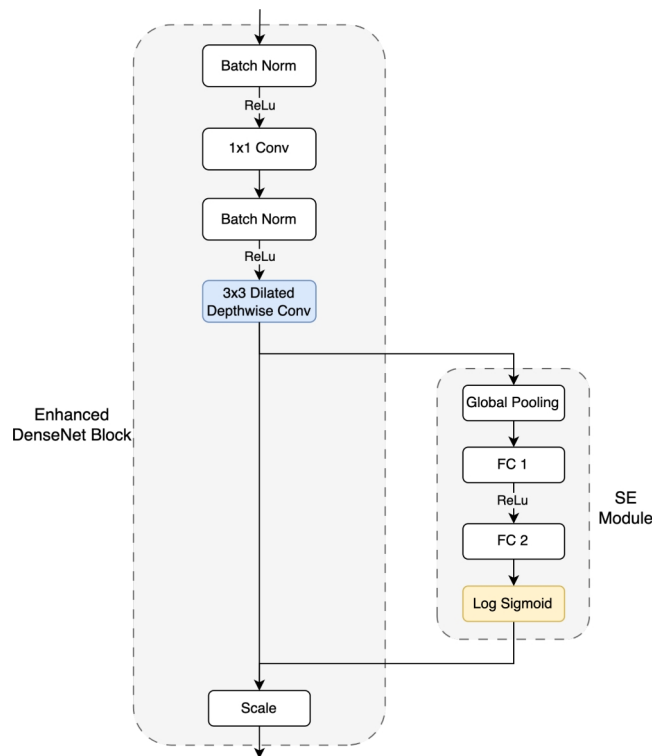 Batch Norm
ReLu
1x1 Conv
Batch Norm
ReLu
3x3 Dilated
Depthwise Conv
Enhanced
DenseNet Block
Global Pooling
FC 1
ReLu
FC 2
Log Sigmoid
SE
Module
Scale